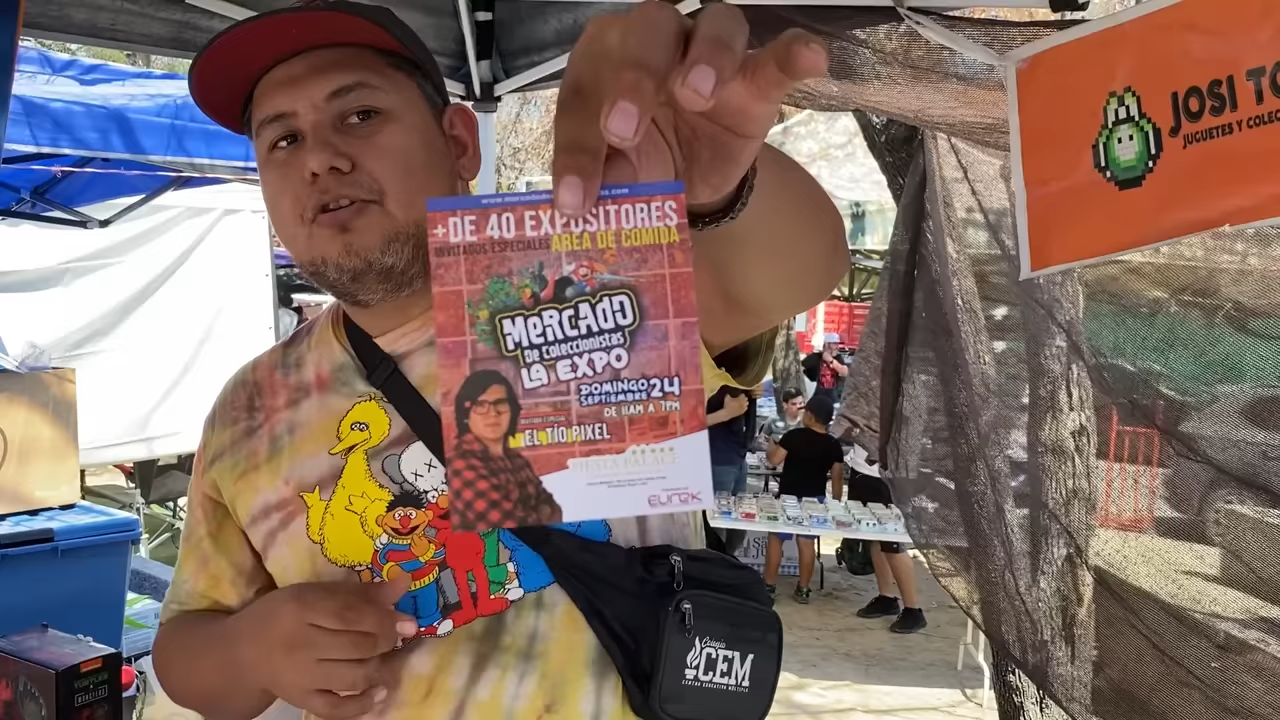 +DE 40 EXPOSITORES
INVITADOS ESPECIALES ÁREA DE COMIDA
MERCADO
De Coleccionistas
LA EXPO
DOMINGO
SEPTIEMBRE 24
DE 11AM A 7PM
EL TÍO PIXEL
FIESTA PALACE
EUREK
JOSI TO
JUGUETES Y COLEC
Colegio
CEM
CENTRO EDUCATIVO MÚLTIPLE